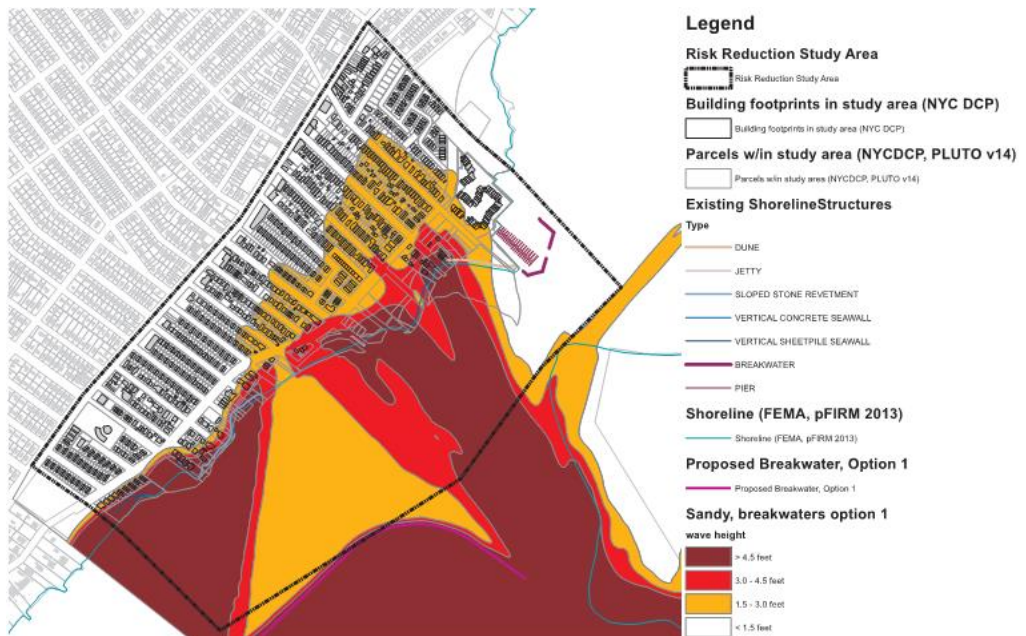 Legend
Risk Reduction Study Area
Risk Reduction Study Area
Building footprints in study area (NYC DCP)
Building footprints in study area (NYC DCP)
Parcels w/in study area (NYCDCP, PLUTO v14)
Parcels w/in study area (NYCDCP, PLUTO v14)
Existing ShorelineStructures
Type
DUNE
JETTY
SLOPED STONE REVETMENT
VERTICAL CONCRETE SEAWALL
VERTICAL SHEETPILE SEAWALL
BREAKWATER
PIER
Shoreline (FEMA, pFIRM 2013)
Shoreline (FEMA, pFIRM 2013)
Proposed Breakwater, Option 1
Proposed Breakwater, Option 1
Sandy, breakwaters option 1
wave height
> 4.5 feet
3.0 - 4.5 feet
1.5 - 3.0 feet
< 1.5 feet